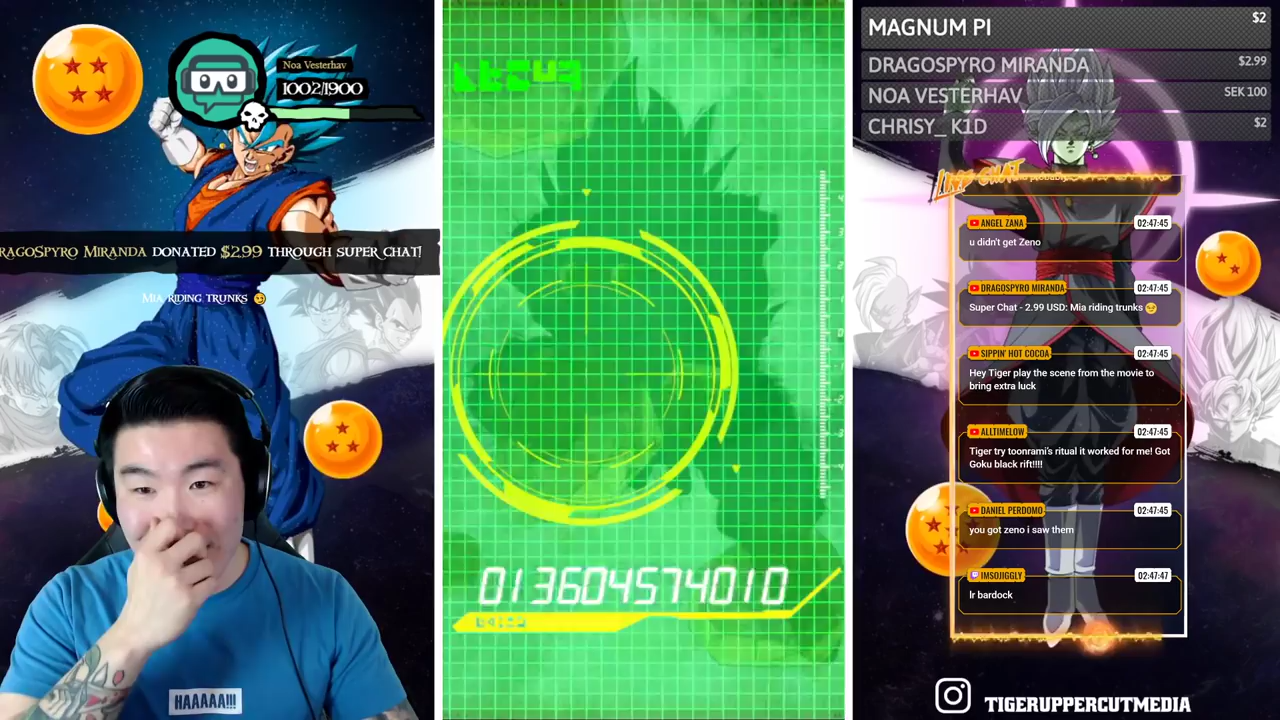 Noa Vesterhav
1002/1900
RAGOSPYRO MIRANDA DONATED $2.99 THROUGH SUPER CHAT!
MIA RIDING TRUNKS 😏
HAAAAA!!!
013604574010
MAGNUM PI $2
DRAGOSPYRO MIRANDA $2.99
NOA VESTERHAV SEK 100
CHRISY_ K1D $2
LIVE CHAT
probably
ANGEL ZANA 02:47:45
u didn't get Zeno
DRAGOSPYRO MIRANDA 02:47:45
Super Chat - 2.99 USD: Mia riding trunks 😏
SIPPIN' HOT COCOA 02:47:45
Hey Tiger play the scene from the movie to
bring extra luck
ALLTIMELOW 02:47:45
Tiger try toonrami's ritual it worked for me! Got
Goku black rift!!!!
DANIEL PERDOMO 02:47:45
you got zeno i saw them
IMSOJIGGLY 02:47:47
lr bardock
TIGERUPPERCUTMEDIA